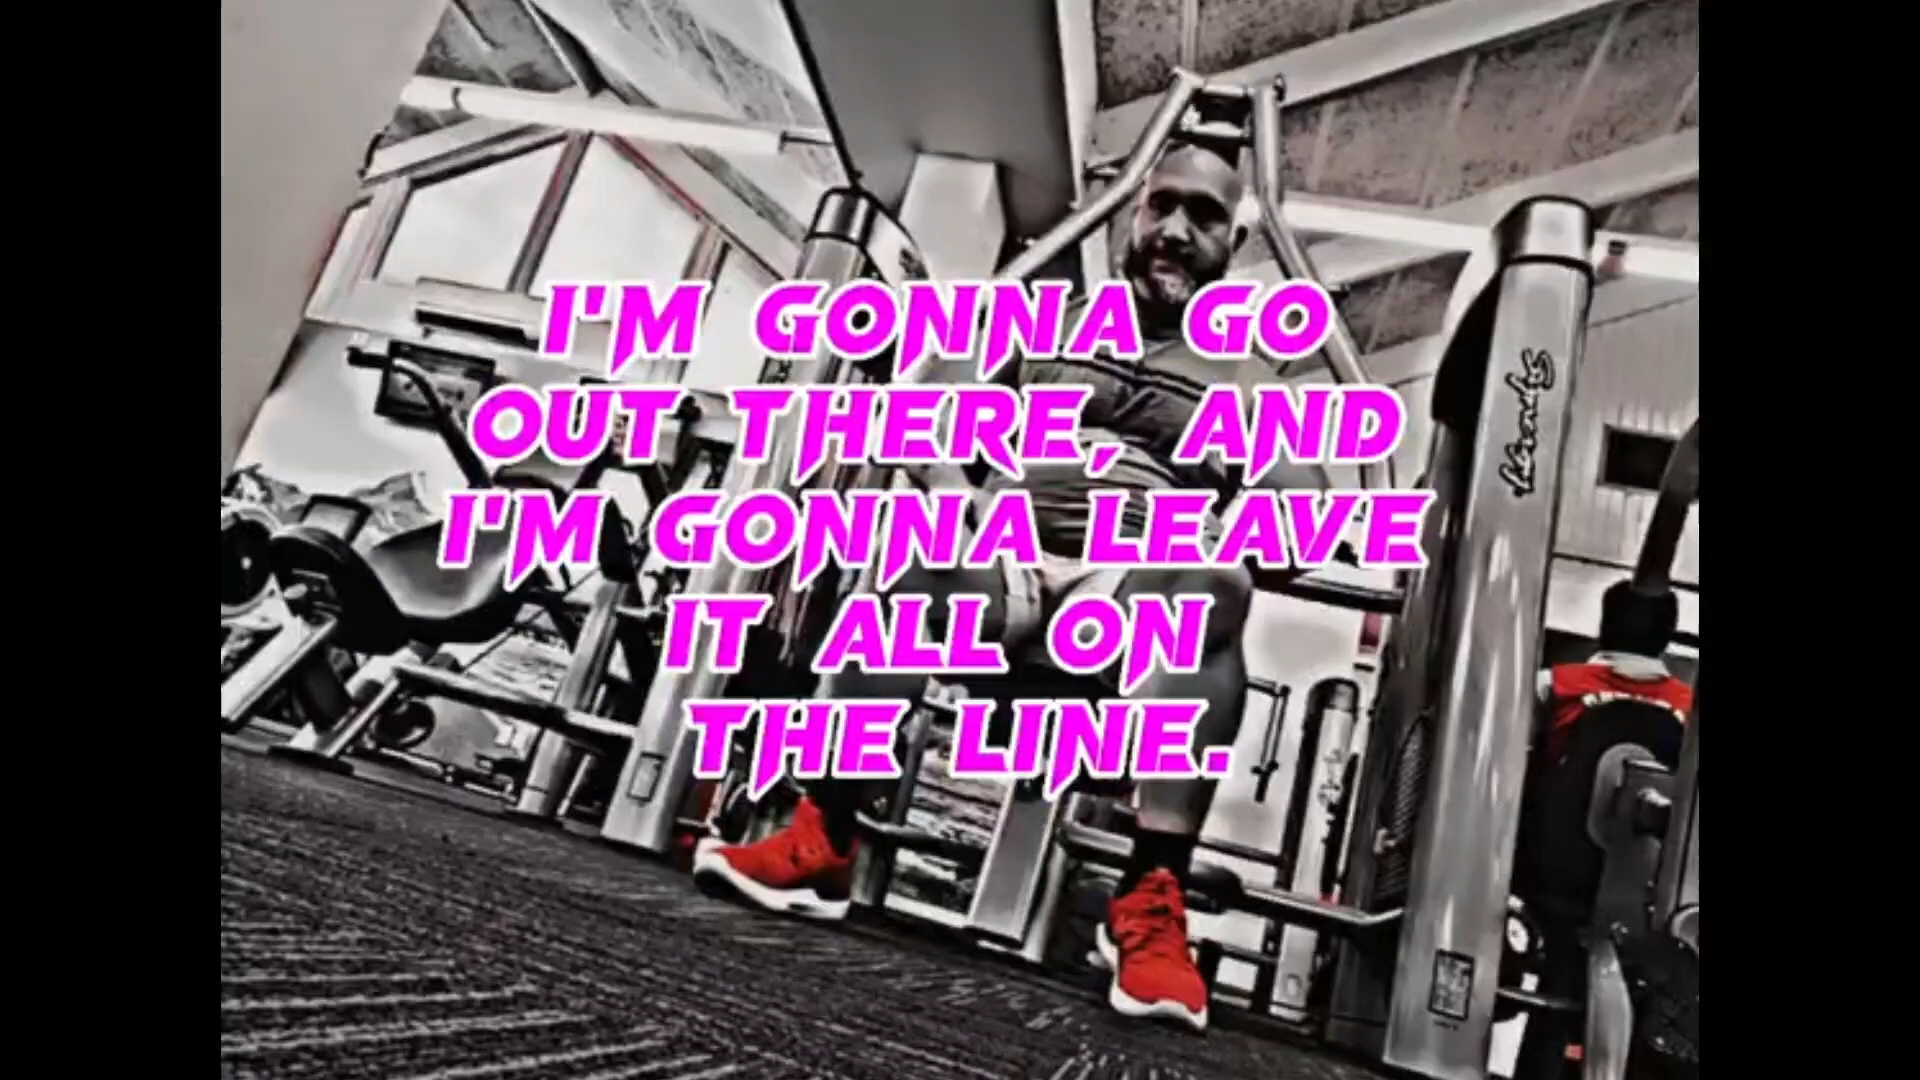 I'M GONNA GO
OUT THERE, AND
I'M GONNA LEAVE
IT ALL ON
THE LINE.